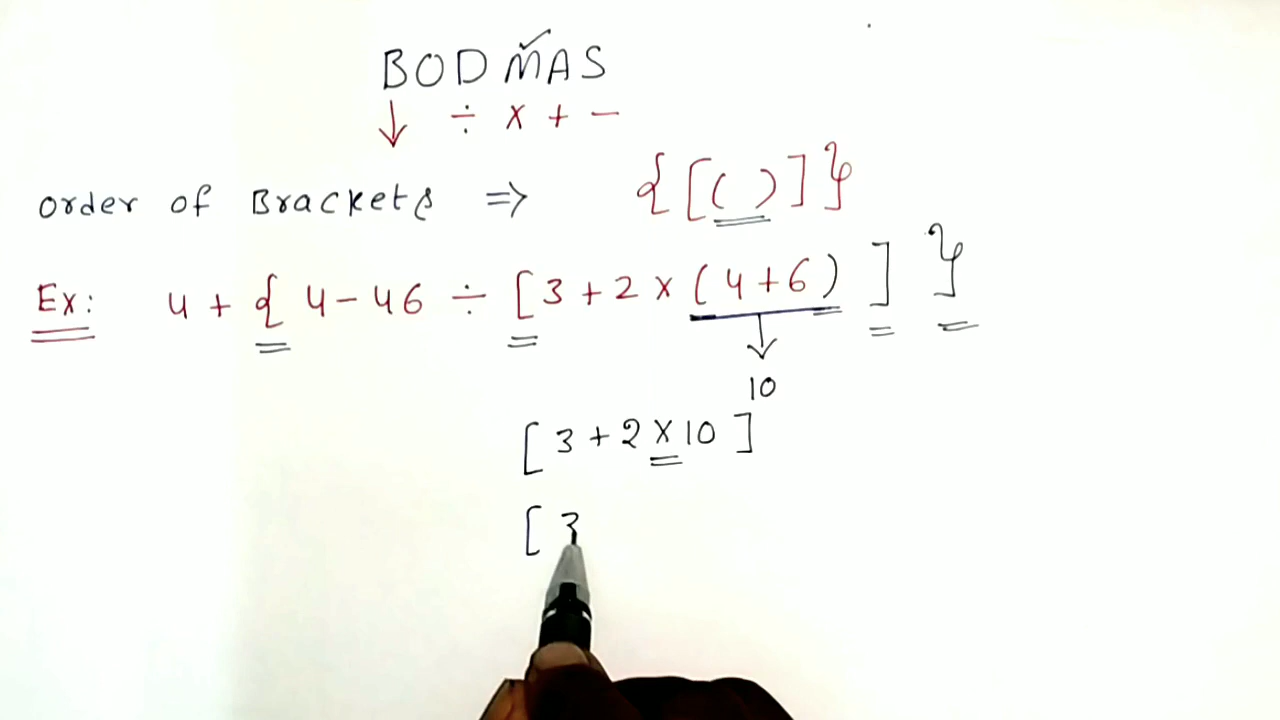 BODMAS
÷ × + −
Order of Brackets ⇒ {[( )]}
Ex: 4 + { 4 − 46 ÷ [ 3 + 2 × ( 4 + 6 ) ] }
10
[ 3 + 2 × 10 ]
[ 3